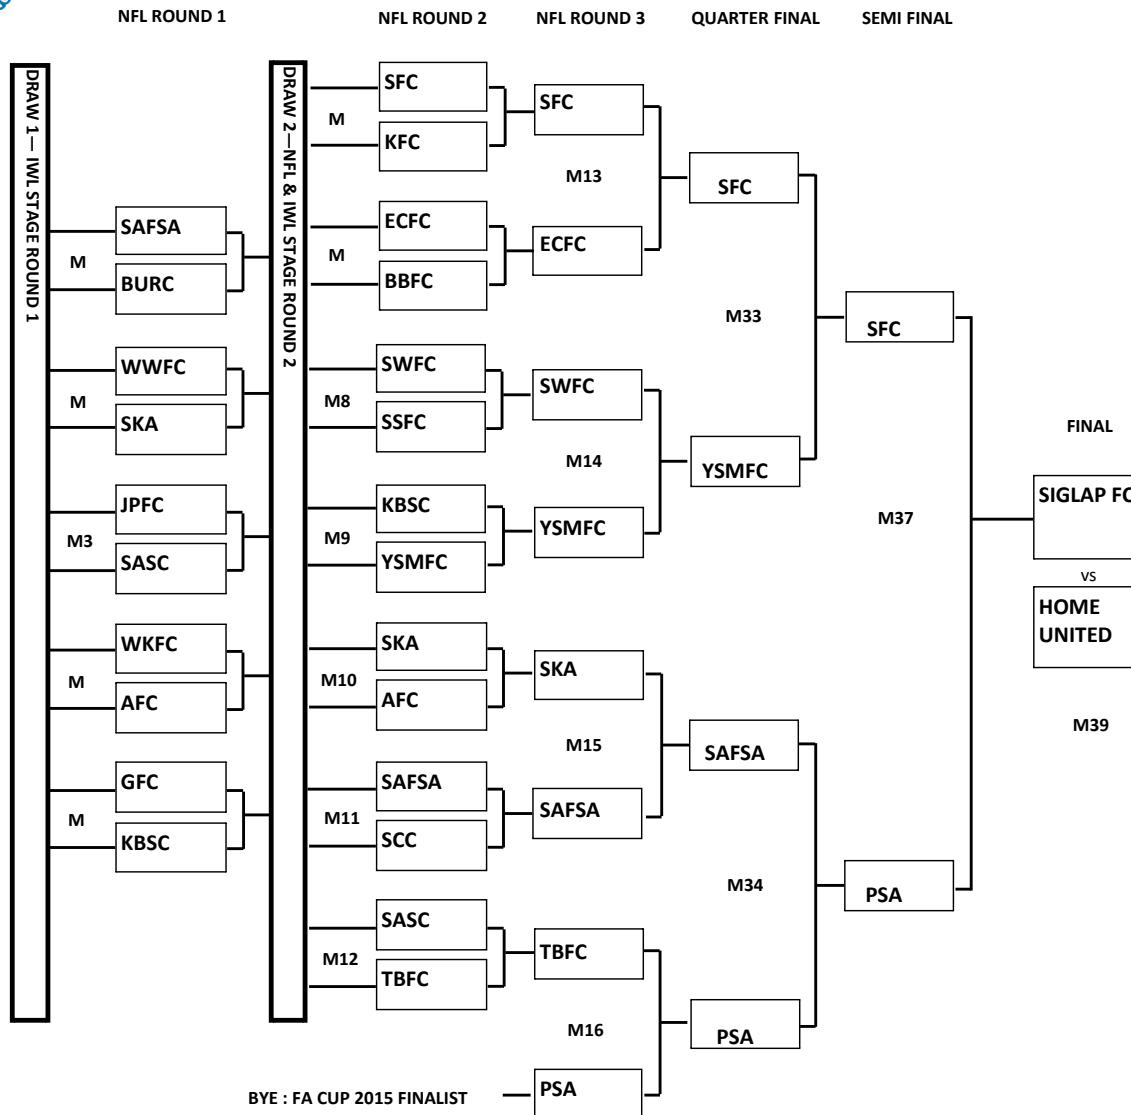 NFL ROUND 1
NFL ROUND 2
NFL ROUND 3
QUARTER FINAL
SEMI FINAL
DRAW 1— IWL STAGE ROUND 1
SAFSA
M
BURC
WWFC
M
SKA
JPFC
M3
SASC
WKFC
M
AFC
GFC
M
KBSC
DRAW 2—NFL & IWL STAGE ROUND 2
SFC
M
KFC
ECFC
M
BBFC
SWFC
M8
SSFC
KBSC
M9
YSMFC
SKA
M10
AFC
SAFSA
M11
SCC
SASC
M12
TBFC
BYE : FA CUP 2015 FINALIST
SFC
M13
ECFC
SWFC
M14
YSMFC
SKA
M15
SAFSA
TBFC
M16
PSA
SFC
M33
YSMFC
SAFSA
M34
PSA
SFC
M37
PSA
FINAL
SIGLAP FC
vs
HOME
UNITED
M39